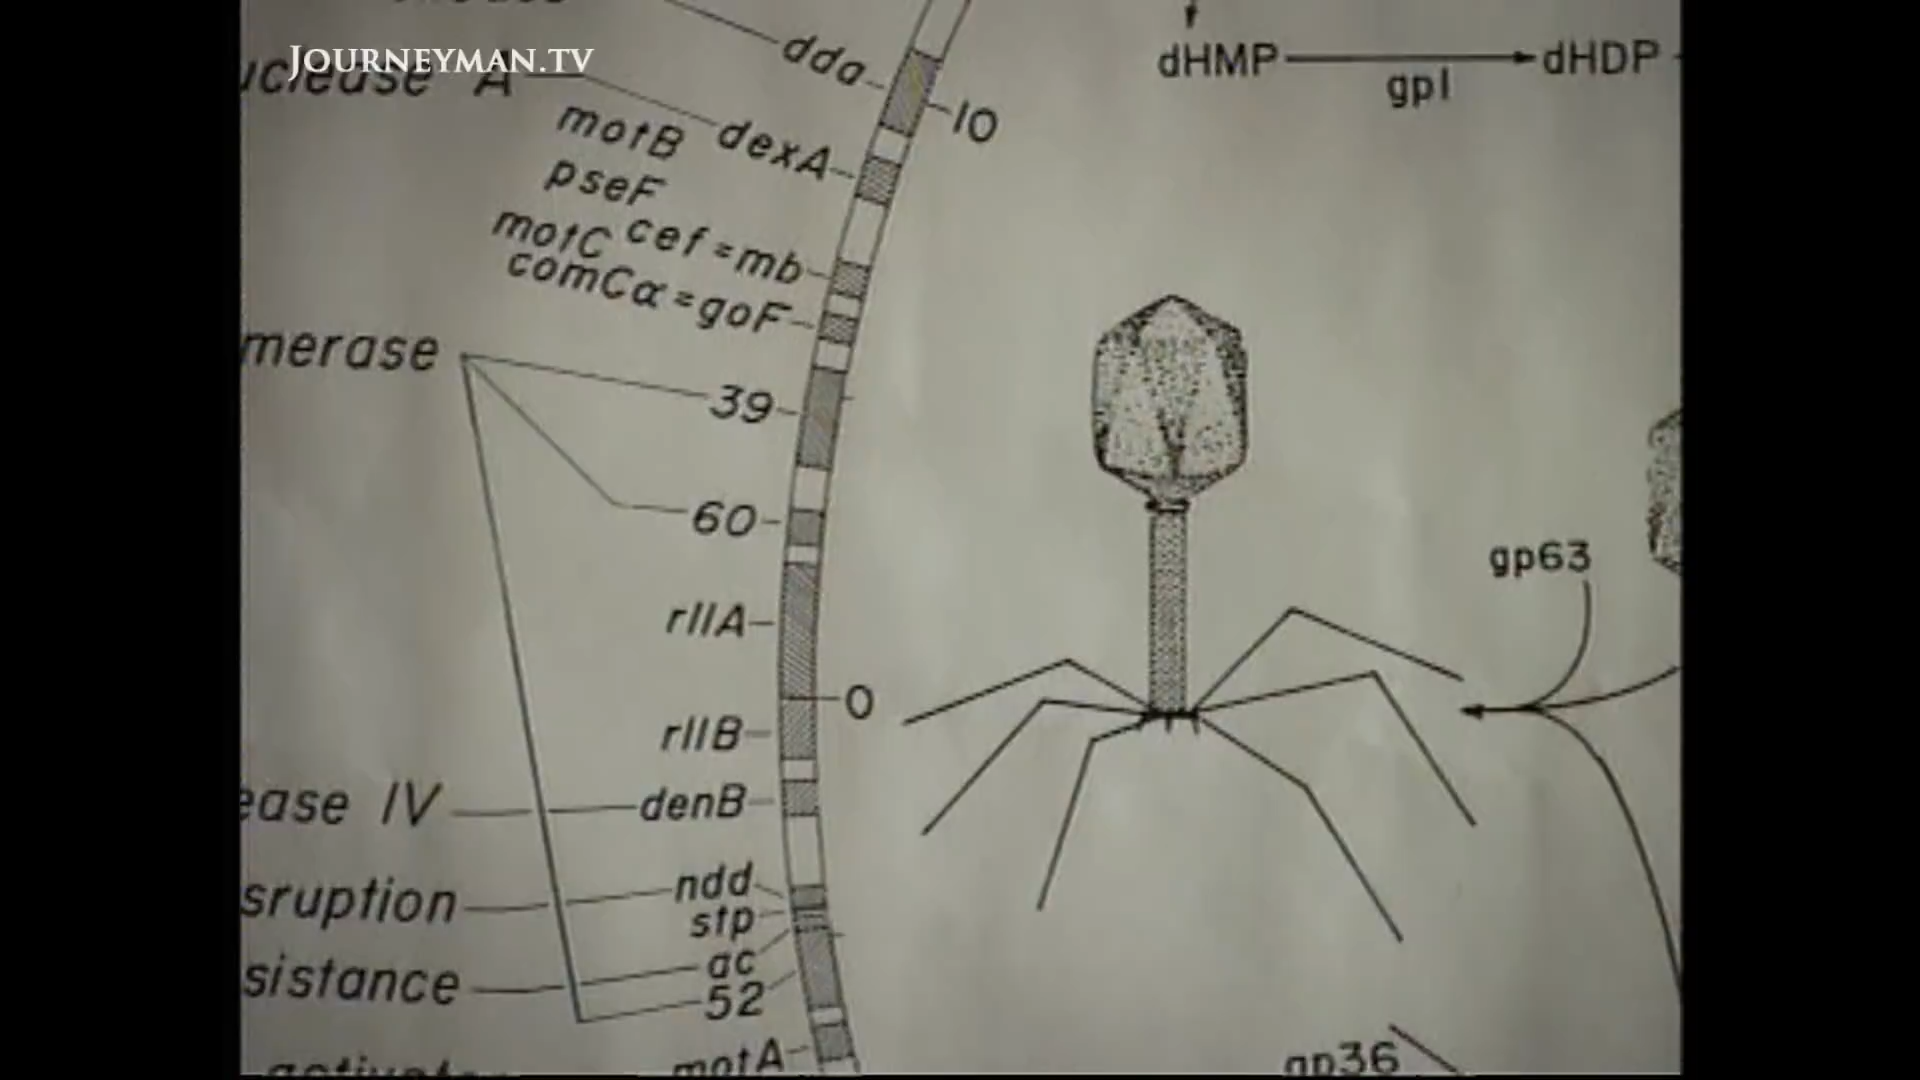 JOURNEYMAN.TV
uclease A
dda
10
dHMP
gp1
dHDP
motB
dexA
pseF
motC
cef=mb
comCα=goF
merase
39
60
gp63
rIIA
0
rIIB
ease IV
denB
sruption
ndd
stp
sistance
ac
52
motA
gp36